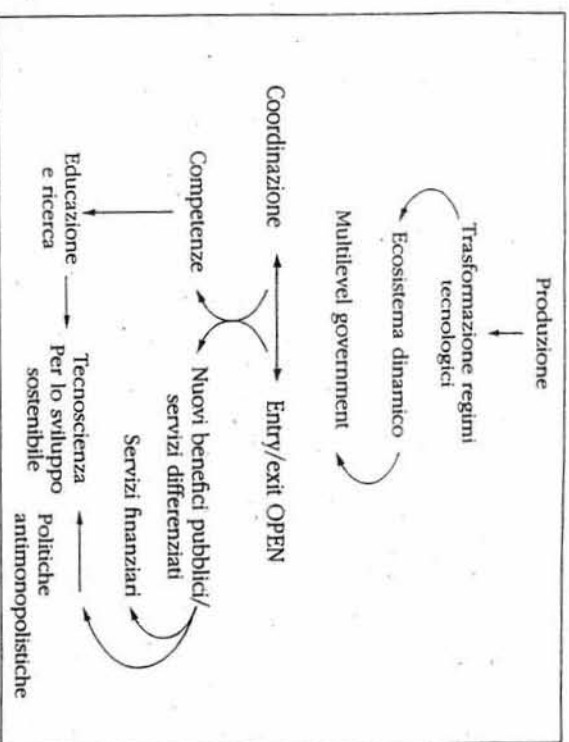 Produzione
Trasformazione regimi
tecnologici
Ecosistema dinamico
Multilevel government
Coordinazione
Entry/exit OPEN
Competenze
Nuovi benefici pubblici/
servizi differenziati
Servizi finanziari
Educazione
e ricerca
Tecnoscienza
Per lo sviluppo
sostenibile
Politiche
antimonopolistiche